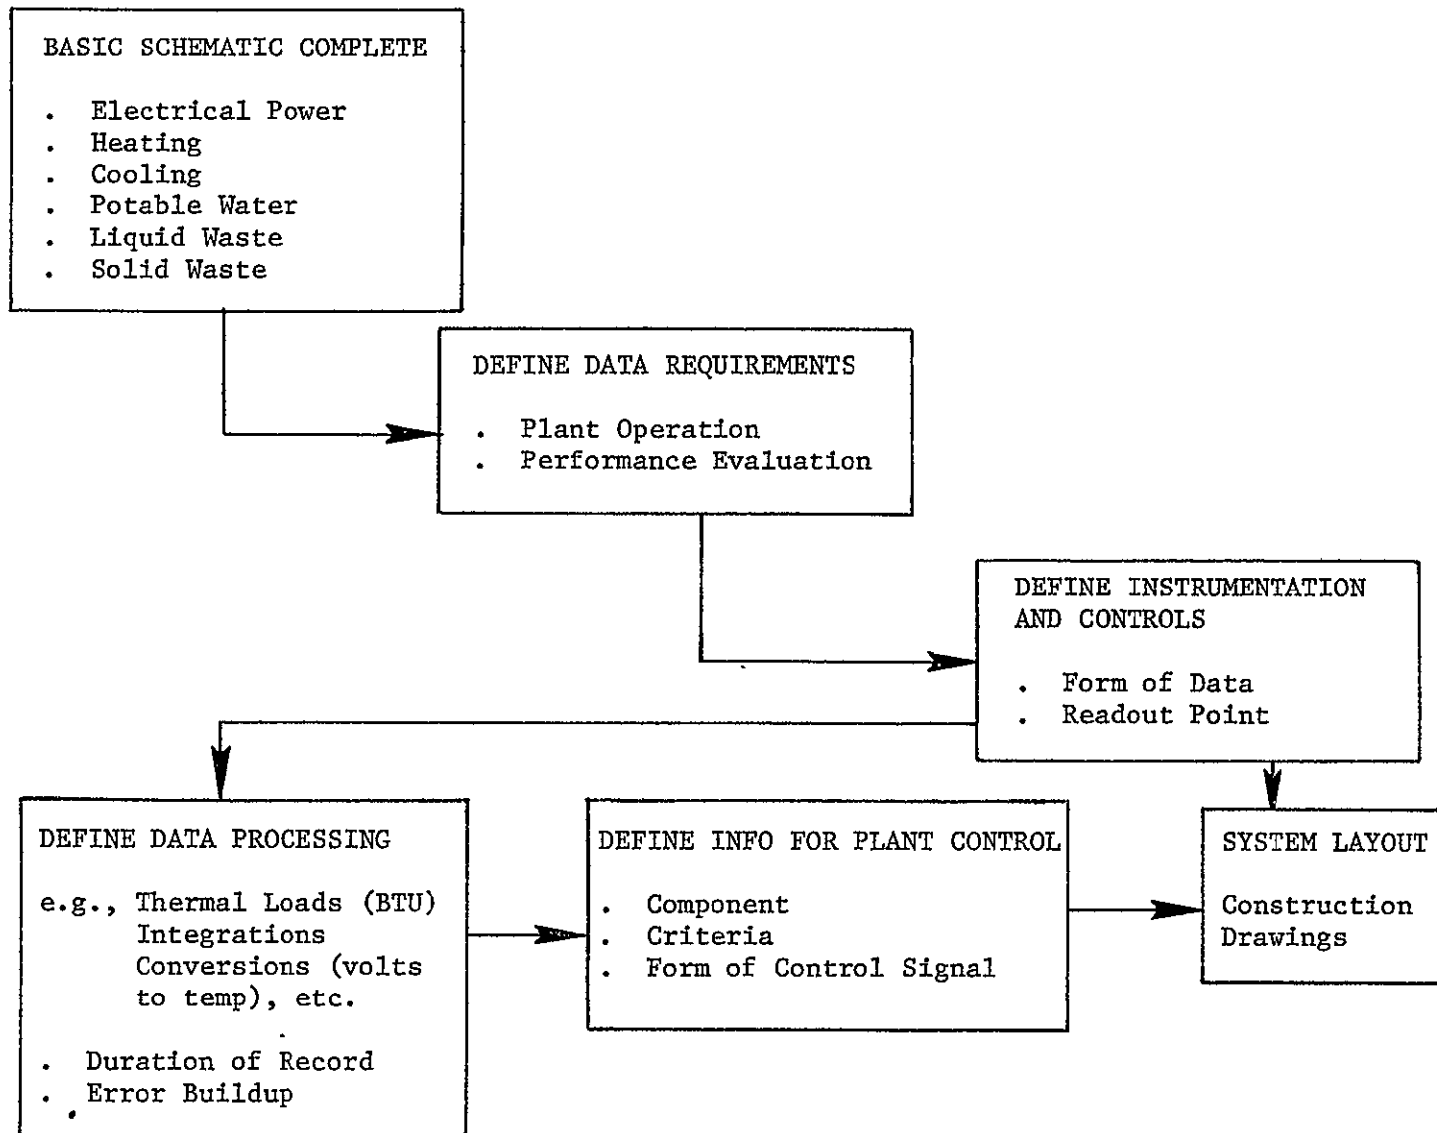 BASIC SCHEMATIC COMPLETE
. Electrical Power
. Heating
. Cooling
. Potable Water
. Liquid Waste
. Solid Waste
DEFINE DATA REQUIREMENTS
. Plant Operation
. Performance Evaluation
DEFINE INSTRUMENTATION
AND CONTROLS
. Form of Data
. Readout Point
DEFINE DATA PROCESSING
e.g., Thermal Loads (BTU)
Integrations
Conversions (volts
to temp), etc.
. Duration of Record
. Error Buildup
DEFINE INFO FOR PLANT CONTROL
. Component
. Criteria
. Form of Control Signal
SYSTEM LAYOUT
Construction
Drawings